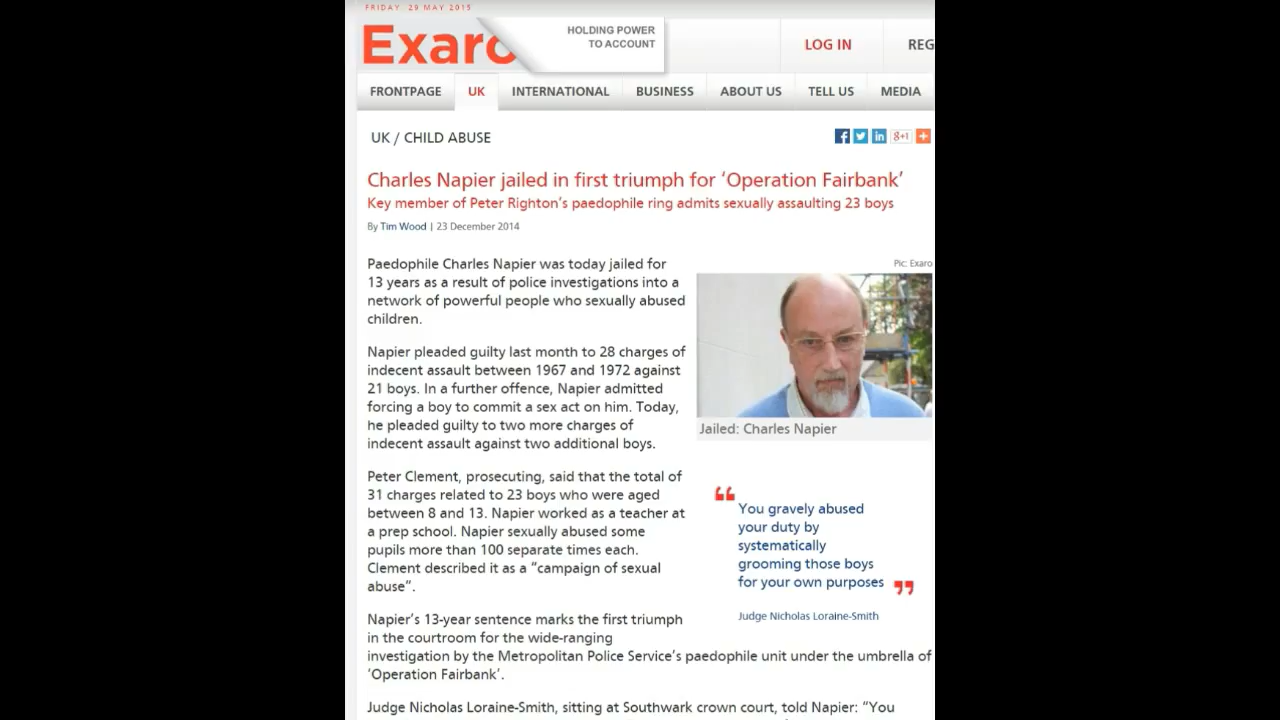 FRIDAY, 29 MAY 2015
Exaro
HOLDING POWER
TO ACCOUNT
LOG IN
REG
FRONTPAGE
UK
INTERNATIONAL
BUSINESS
ABOUT US
TELL US
MEDIA
UK / CHILD ABUSE
g+1
Charles Napier jailed in first triumph for ‘Operation Fairbank’
Key member of Peter Righton’s paedophile ring admits sexually assaulting 23 boys
By Tim Wood | 23 December 2014
Paedophile Charles Napier was today jailed for
13 years as a result of police investigations into a
network of powerful people who sexually abused
children.
Napier pleaded guilty last month to 28 charges of
indecent assault between 1967 and 1972 against
21 boys. In a further offence, Napier admitted
forcing a boy to commit a sex act on him. Today,
he pleaded guilty to two more charges of
indecent assault against two additional boys.
Peter Clement, prosecuting, said that the total of
31 charges related to 23 boys who were aged
between 8 and 13. Napier worked as a teacher at
a prep school. Napier sexually abused some
pupils more than 100 separate times each.
Clement described it as a “campaign of sexual
abuse”.
Napier’s 13-year sentence marks the first triumph
in the courtroom for the wide-ranging
investigation by the Metropolitan Police Service’s paedophile unit under the umbrella of
‘Operation Fairbank’.
Judge Nicholas Loraine-Smith, sitting at Southwark crown court, told Napier: “You
Pic: Exaro
Jailed: Charles Napier
“You gravely abused
your duty by
systematically
grooming those boys
for your own purposes”
Judge Nicholas Loraine-Smith